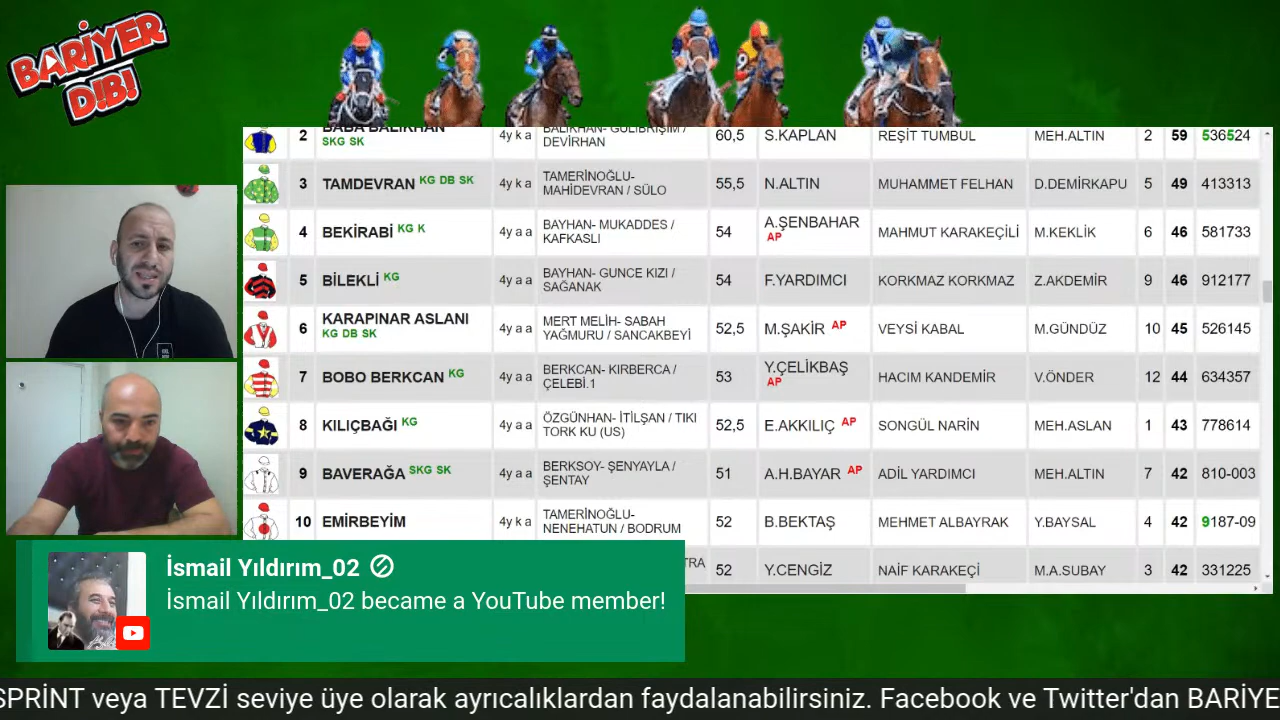 BARİYER
DİBİ
2 BABA BALIKHAN SKG SK 4y k a BALIKHAN- GÜLİBRİŞİM / DEVİRHAN 60,5 S.KAPLAN REŞİT TUMBUL MEH.ALTIN 2 59 536524
3 TAMDEVRAN KG DB SK 4y k a TAMERİNOĞLU- MAHİDEVRAN / SÜLO 55,5 N.ALTIN MUHAMMET FELHAN D.DEMİRKAPU 5 49 413313
4 BEKİRABİ KG K 4y a a BAYHAN- MUKADDES / KAFKASLI 54 A.ŞENBAHAR AP MAHMUT KARAKEÇİLİ M.KEKLİK 6 46 581733
5 BİLEKLİ KG 4y a a BAYHAN- GUNCE KIZI / SAĞANAK 54 F.YARDIMCI KORKMAZ KORKMAZ Z.AKDEMİR 9 46 912177
6 KARAPINAR ASLANI KG DB SK 4y a a MERT MELİH- SABAH YAĞMURU / SANCAKBEYİ 52,5 M.ŞAKİR AP VEYSİ KABAL M.GÜNDÜZ 10 45 526145
7 BOBO BERKCAN KG 4y a a BERKCAN- KIRBERCA / ÇELEBİ.1 53 Y.ÇELİKBAŞ AP HACIM KANDEMİR V.ÖNDER 12 44 634357
8 KILIÇBAĞI KG 4y a a ÖZGÜNHAN- İTİLŞAN / TIKI TORK KU (US) 52,5 E.AKKILIÇ AP SONGÜL NARİN MEH.ASLAN 1 43 778614
9 BAVERAĞA SKG SK 4y a a BERKSOY- ŞENYAYLA / ŞENTAY 51 A.H.BAYAR AP ADİL YARDIMCI MEH.ALTIN 7 42 810-003
10 EMİRBEYİM 4y k a TAMERİNOĞLU- NENEHATUN / BODRUM 52 B.BEKTAŞ MEHMET ALBAYRAK Y.BAYSAL 4 42 9187-09
TRA 52 Y.CENGİZ NAİF KARAKEÇİ M.A.SUBAY 3 42 331225
İsmail Yıldırım_02
İsmail Yıldırım_02 became a YouTube member!
SPRİNT veya TEVZİ seviye üye olarak ayrıcalıklardan faydalanabilirsiniz. Facebook ve Twitter'dan BARİYE